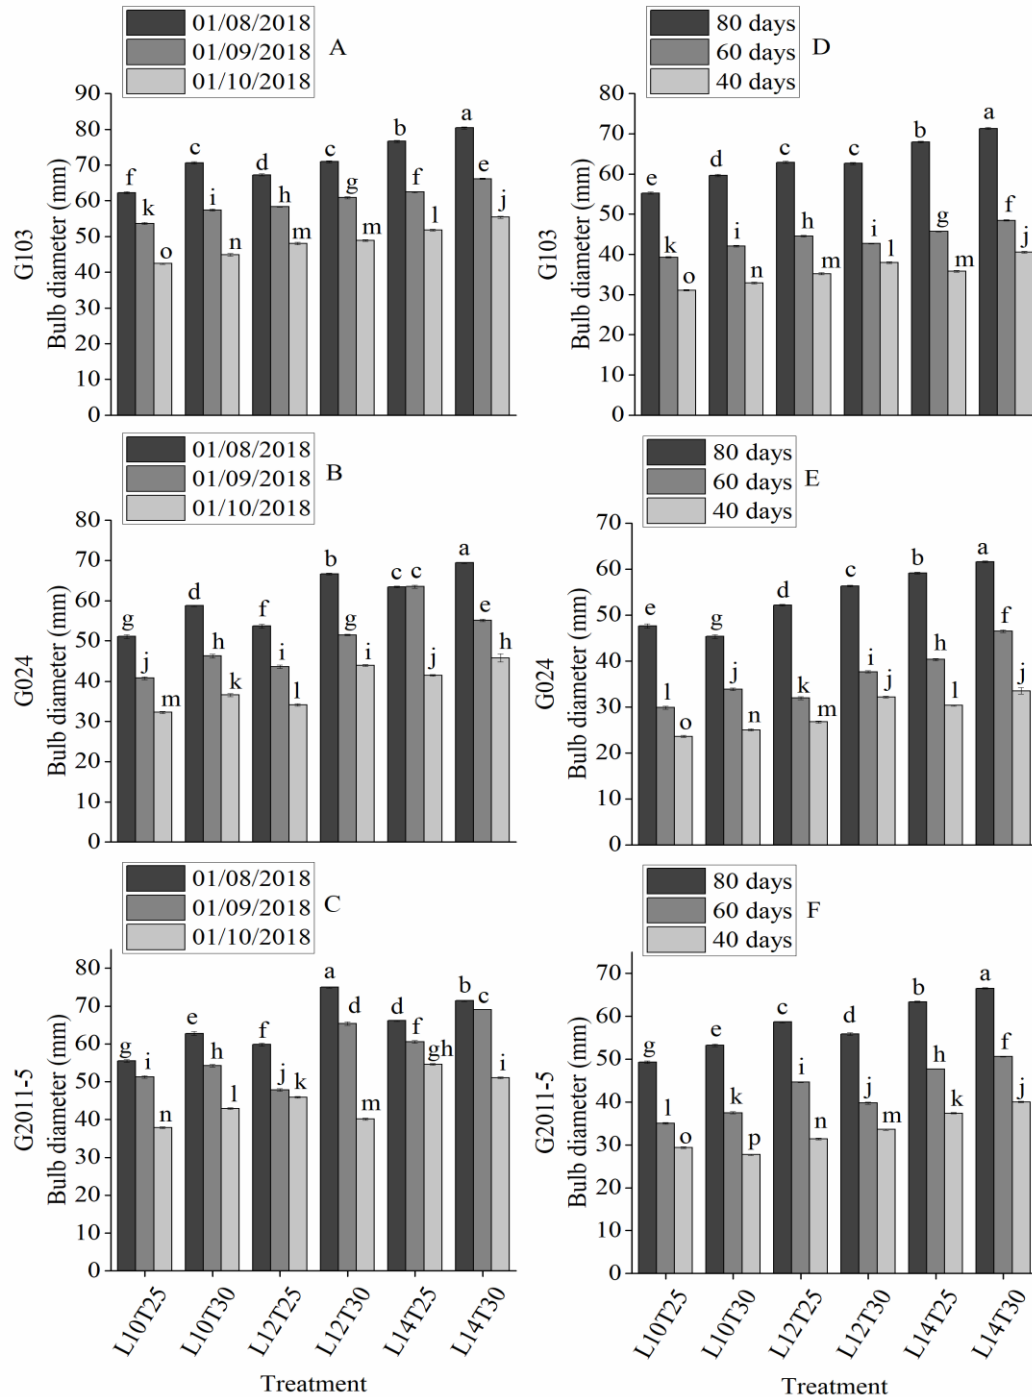 01/08/2018
01/09/2018
01/10/2018
A
G103
Bulb diameter (mm)
90
80
70
60
50
40
30
20
10
0
f k o
c i n
d h m
c g m
b f l
a e j
80 days
60 days
40 days
D
G103
Bulb diameter (mm)
80
70
60
50
40
30
20
10
0
e k o
d i n
c h m
c i l
b g m
a f j
01/08/2018
01/09/2018
01/10/2018
B
G024
Bulb diameter (mm)
80
70
60
50
40
30
20
10
0
g j m
d h k
f i l
b g i
c c j
a e h
80 days
60 days
40 days
E
G024
Bulb diameter (mm)
70
60
50
40
30
20
10
0
e l o
g j n
d k m
c i j
b h l
a f j
01/08/2018
01/09/2018
01/10/2018
C
G2011-5
Bulb diameter (mm)
80
70
60
50
40
30
20
10
0
g i n
e h l
f j k
a d m
d f gh
b c i
L10T25
L10T30
L12T25
L12T30
L14T25
L14T30
Treatment
80 days
60 days
40 days
F
G2011-5
Bulb diameter (mm)
70
60
50
40
30
20
10
0
g l o
e k p
c i n
d j m
b h k
a f j
L10T25
L10T30
L12T25
L12T30
L14T25
L14T30
Treatment